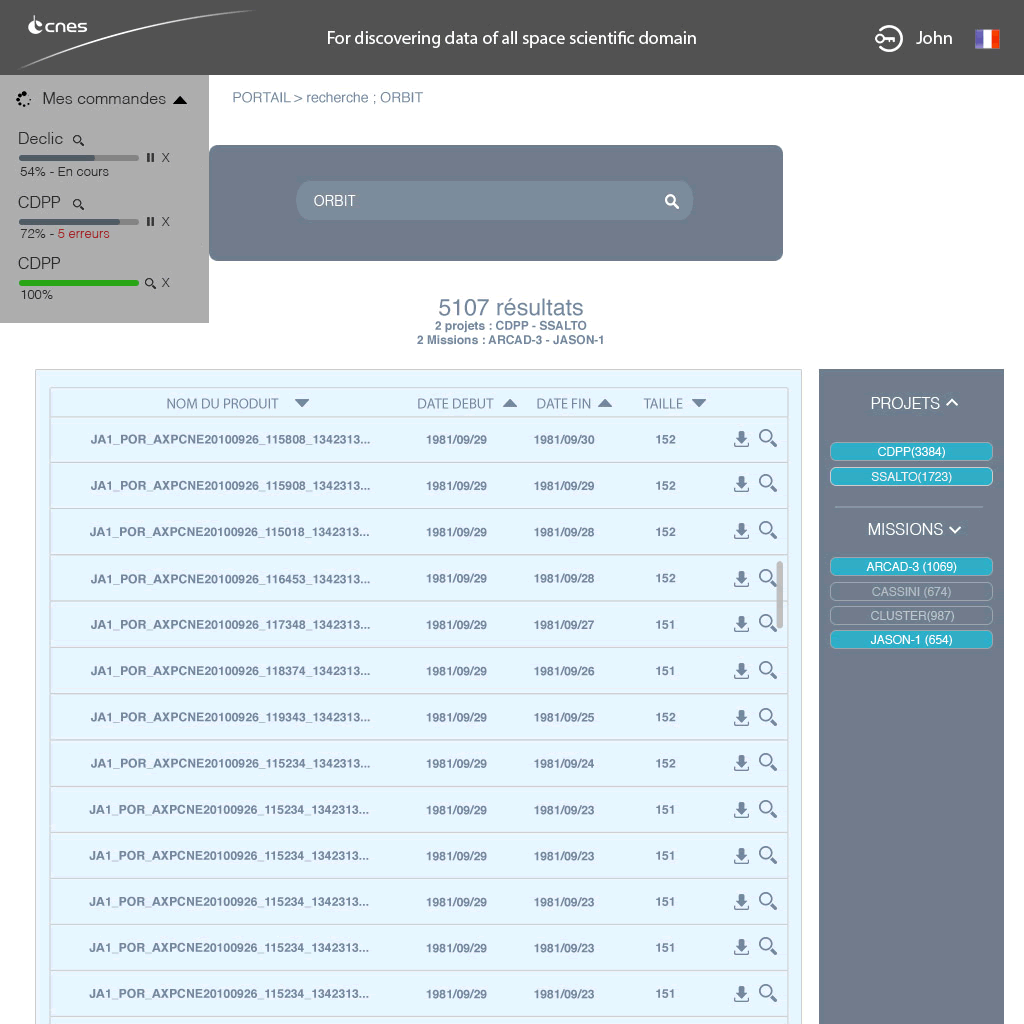 cnes
For discovering data of all space scientific domain
John
Mes commandes
Declic
X
54% - En cours
CDPP
X
72% - 5 erreurs
CDPP
X
100%
PORTAIL > recherche ; ORBIT
ORBIT
5107 résultats
2 projets : CDPP - SSALTO
2 Missions : ARCAD-3 - JASON-1
NOM DU PRODUIT DATE DEBUT DATE FIN TAILLE
JA1_POR_AXPCNE20100926_115808_1342313... 1981/09/29 1981/09/30 152
JA1_POR_AXPCNE20100926_115908_1342313... 1981/09/29 1981/09/29 152
JA1_POR_AXPCNE20100926_115018_1342313... 1981/09/29 1981/09/28 152
JA1_POR_AXPCNE20100926_116453_1342313... 1981/09/29 1981/09/28 152
JA1_POR_AXPCNE20100926_117348_1342313... 1981/09/29 1981/09/27 151
JA1_POR_AXPCNE20100926_118374_1342313... 1981/09/29 1981/09/26 151
JA1_POR_AXPCNE20100926_119343_1342313... 1981/09/29 1981/09/25 152
JA1_POR_AXPCNE20100926_115234_1342313... 1981/09/29 1981/09/24 152
JA1_POR_AXPCNE20100926_115234_1342313... 1981/09/29 1981/09/23 151
JA1_POR_AXPCNE20100926_115234_1342313... 1981/09/29 1981/09/23 151
JA1_POR_AXPCNE20100926_115234_1342313... 1981/09/29 1981/09/23 151
JA1_POR_AXPCNE20100926_115234_1342313... 1981/09/29 1981/09/23 151
JA1_POR_AXPCNE20100926_115234_1342313... 1981/09/29 1981/09/23 151
PROJETS
CDPP(3384)
SSALTO(1723)
MISSIONS
ARCAD-3 (1069)
CASSINI (674)
CLUSTER(987)
JASON-1 (654)